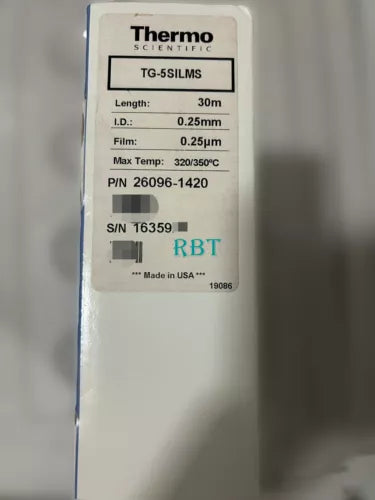 Thermo
SCIENTIFIC
TG-5SILMS
Length: 30m
I.D.: 0.25mm
Film: 0.25µm
Max Temp: 320/350ºC
P/N 26096-1420
S/N 16359
RBT
*** Made in USA ***
19086